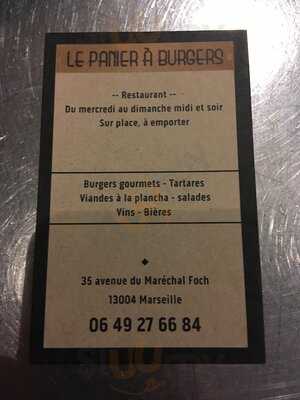 LE PANIER À BURGERS
-- Restaurant --
Du mercredi au dimanche midi et soir
Sur place, à emporter
Burgers gourmets - Tartares
Viandes à la plancha - salades
Vins - Bières
35 avenue du Maréchal Foch
13004 Marseille
06 49 27 66 84